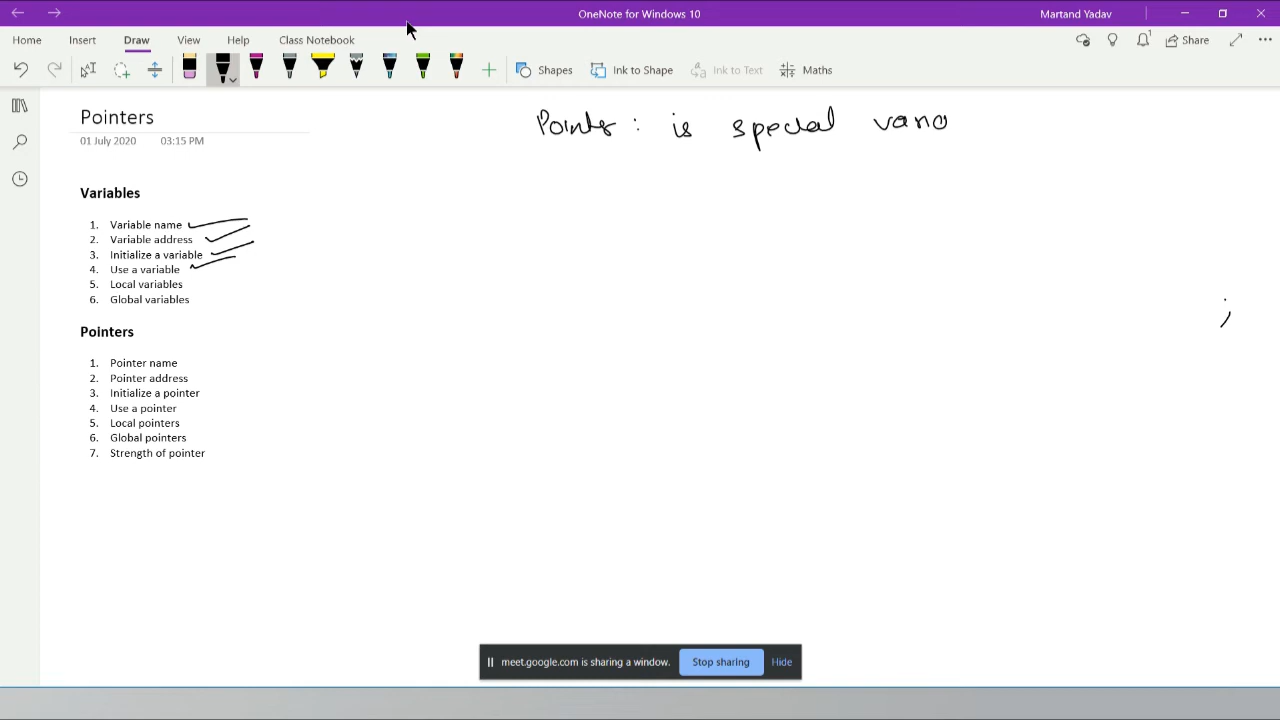 OneNote for Windows 10
Martand Yadav
Home
Insert
Draw
View
Help
Class Notebook
Share
Shapes
Ink to Shape
Ink to Text
Maths
Pointers
01 July 2020 03:15 PM
Pointer : is special varia
Variables
1. Variable name
2. Variable address
3. Initialize a variable
4. Use a variable
5. Local variables
6. Global variables
;
Pointers
1. Pointer name
2. Pointer address
3. Initialize a pointer
4. Use a pointer
5. Local pointers
6. Global pointers
7. Strength of pointer
meet.google.com is sharing a window.
Stop sharing
Hide